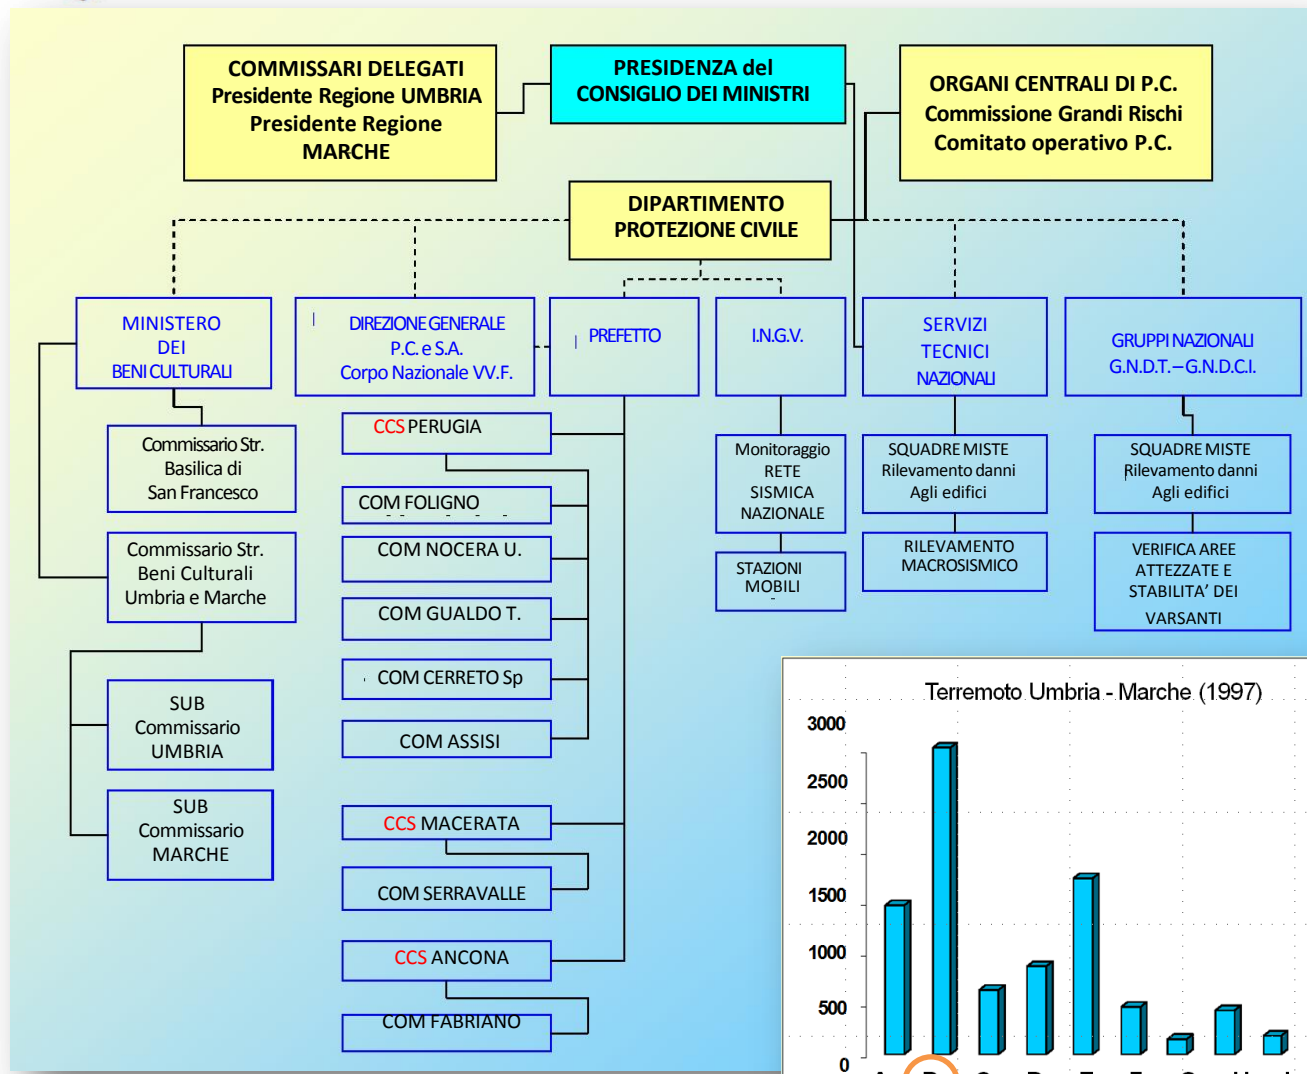 COMMISSARI DELEGATI
Presidente Regione UMBRIA
Presidente Regione
MARCHE
PRESIDENZA del
CONSIGLIO DEI MINISTRI
ORGANI CENTRALI DI P.C.
Commissione Grandi Rischi
Comitato operativo P.C.
DIPARTIMENTO
PROTEZIONE CIVILE
MINISTERO
DEI
BENI CULTURALI
DIREZIONE GENERALE
P.C. e S.A.
Corpo Nazionale VV.F.
PREFETTO
I.N.G.V.
SERVIZI
TECNICI
NAZIONALI
GRUPPI NAZIONALI
G.N.D.T. – G.N.D.C.I.
Commissario Str.
Basilica di
San Francesco
Commissario Str.
Beni Culturali
Umbria e Marche
SUB
Commissario
UMBRIA
SUB
Commissario
MARCHE
CCS PERUGIA
COM FOLIGNO
COM NOCERA U.
COM GUALDO T.
COM CERRETO Sp
COM ASSISI
CCS MACERATA
COM SERRAVALLE
CCS ANCONA
COM FABRIANO
Monitoraggio
RETE
SISMICA
NAZIONALE
STAZIONI
MOBILI
SQUADRE MISTE
Rilevamento danni
Agli edifici
RILEVAMENTO
MACROSISMICO
SQUADRE MISTE
Rilevamento danni
Agli edifici
VERIFICA AREE
ATTEZZATE E
STABILITA’ DEI
VARSANTI
Terremoto Umbria - Marche (1997)
3000
2500
2000
1500
1000
500
0